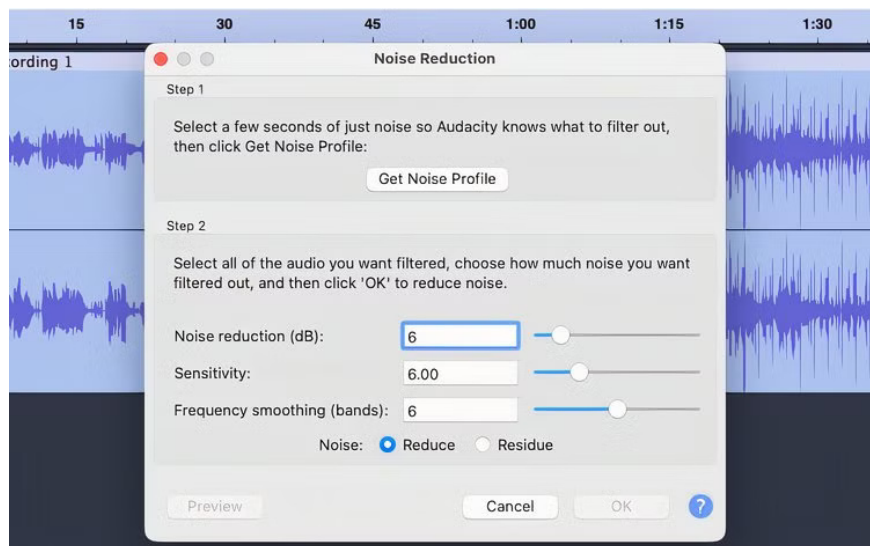 15 30 45 1:00 1:15 1:30
ording 1
Noise Reduction
Step 1
Select a few seconds of just noise so Audacity knows what to filter out,
then click Get Noise Profile:
Get Noise Profile
Step 2
Select all of the audio you want filtered, choose how much noise you want
filtered out, and then click 'OK' to reduce noise.
Noise reduction (dB): 6
Sensitivity: 6.00
Frequency smoothing (bands): 6
Noise: Reduce Residue
Preview Cancel OK ?